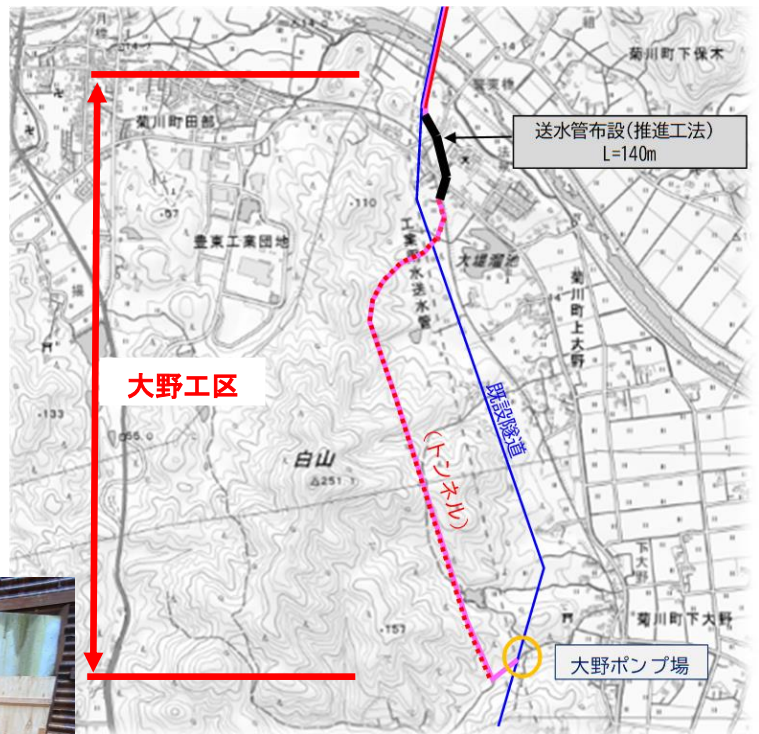 菊川町下保木
菊川町田部
送水管布設(推進工法)
L=140m
・110
豊東工業団地
工業用水送水管
大堤溜池
菊川町上大野
大野工区
既設隧道
・133
55.0
白山
△251
(トンネル)
下大野
・157
菊川町下大野
大野ポンプ場